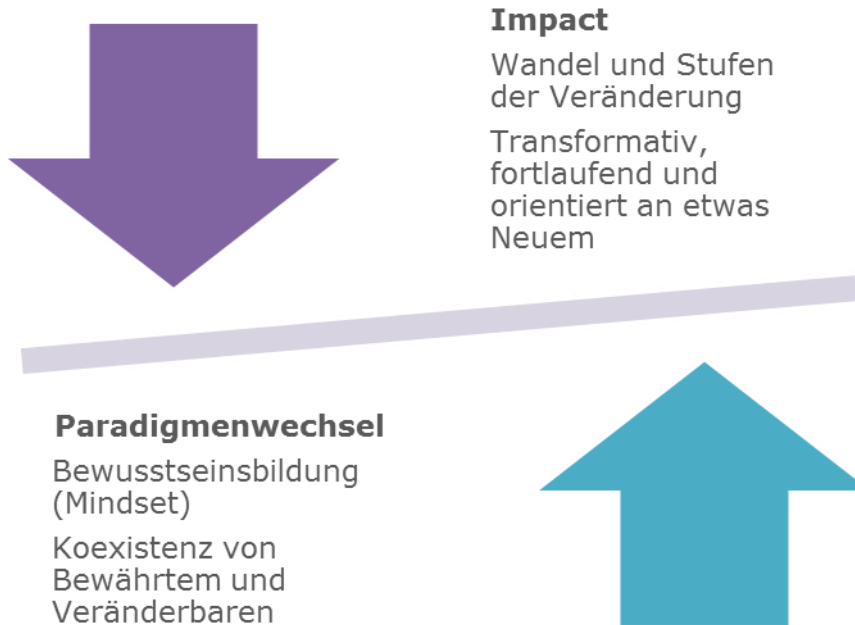 Impact
Wandel und Stufen
der Veränderung
Transformativ,
fortlaufend und
orientiert an etwas
Neuem
Paradigmenwechsel
Bewusstseinsbildung
(Mindset)
Koexistenz von
Bewährtem und
Veränderbaren